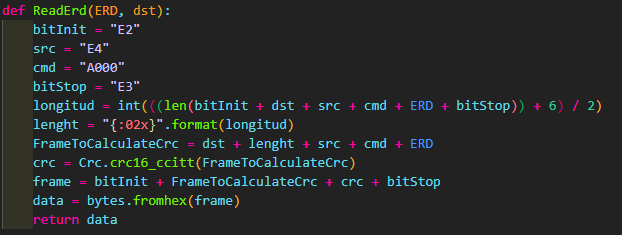 def ReadErd(ERD, dst):
    bitInit = "E2"
    src = "E4"
    cmd = "A000"
    bitStop = "E3"
    longitud = int(((len(bitInit + dst + src + cmd + ERD + bitStop)) + 6) / 2)
    lenght = "{:02x}".format(longitud)
    FrameToCalculateCrc = dst + lenght + src + cmd + ERD
    crc = Crc.crc16_ccitt(FrameToCalculateCrc)
    frame = bitInit + FrameToCalculateCrc + crc + bitStop
    data = bytes.fromhex(frame)
    return data